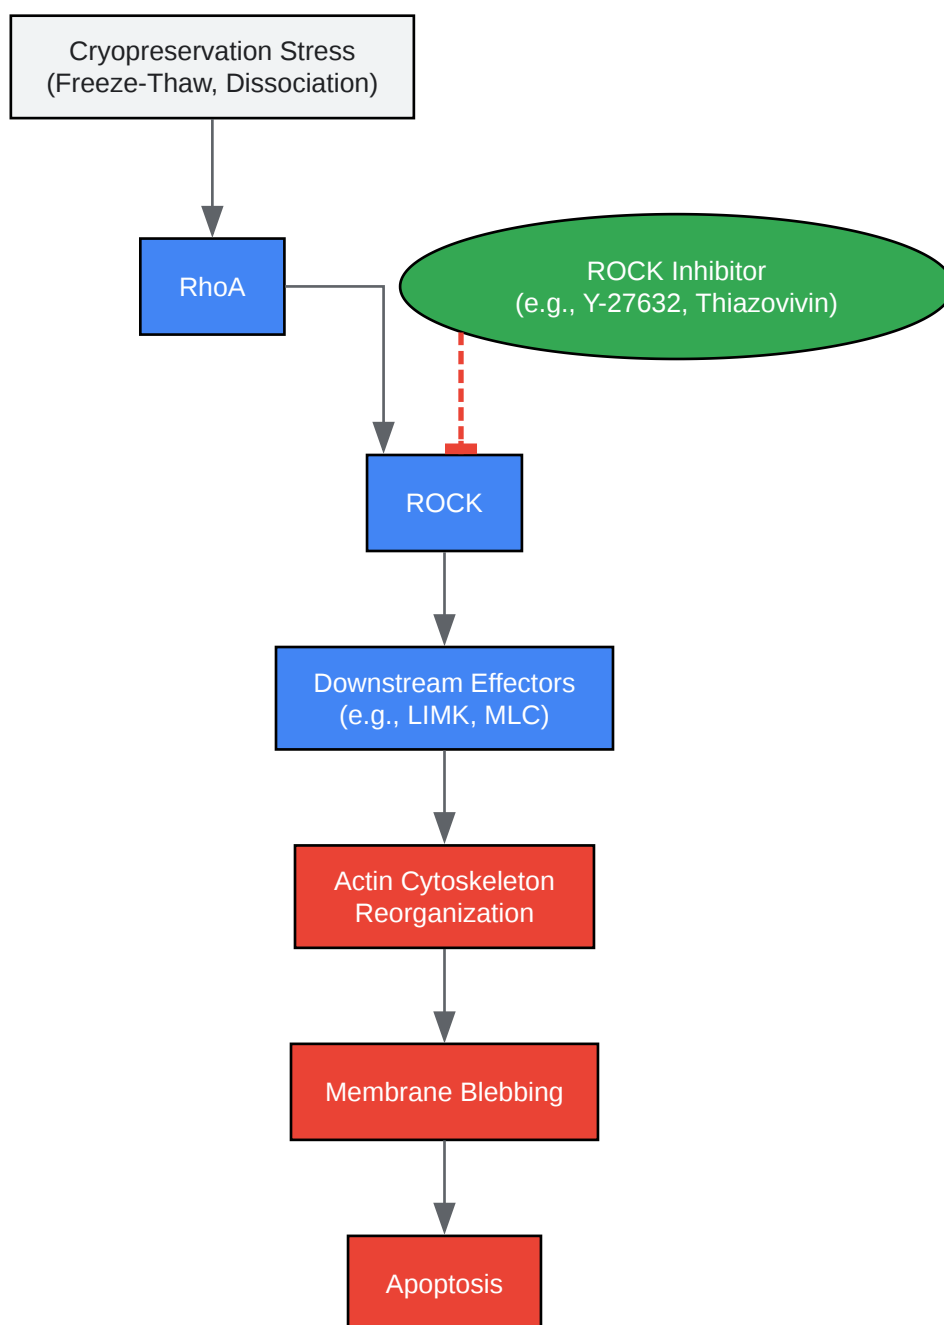 Cryopreservation Stress
(Freeze-Thaw, Dissociation)
RhoA
ROCK Inhibitor
(e.g., Y-27632, Thiazovivin)
ROCK
Downstream Effectors
(e.g., LIMK, MLC)
Actin Cytoskeleton
Reorganization
Membrane Blebbing
Apoptosis